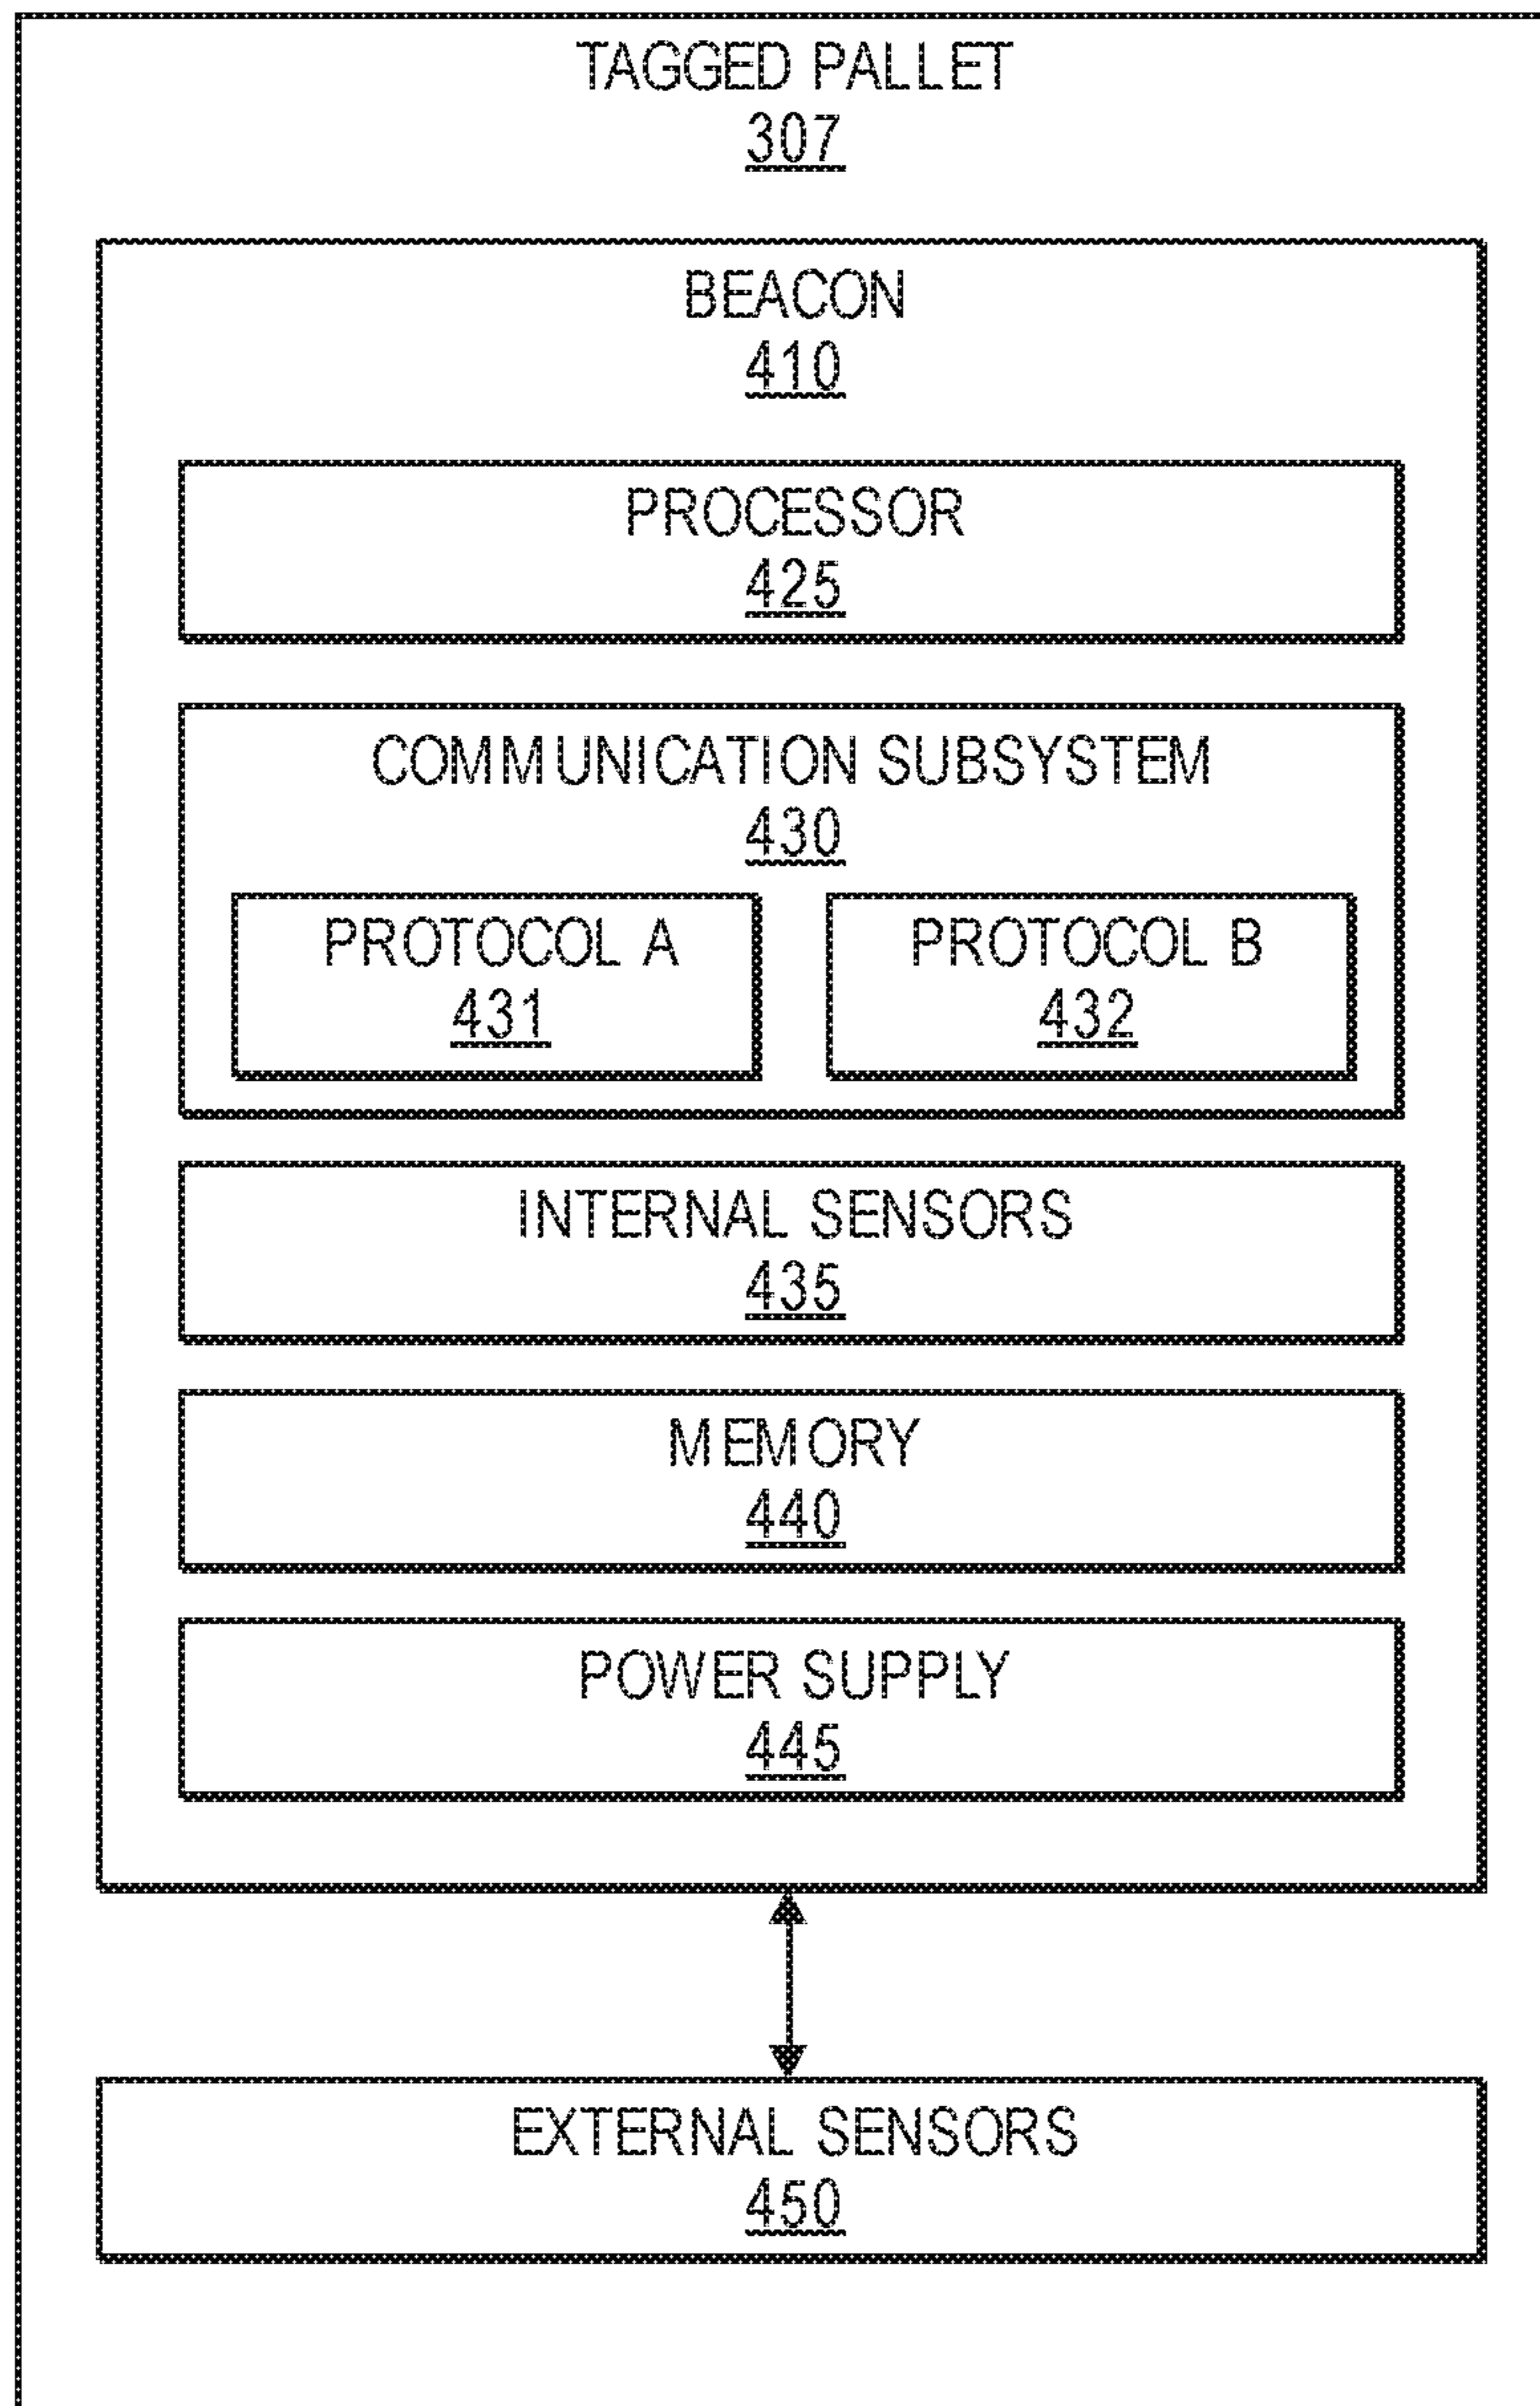 TAGGED PALLET
307
BEACON
410
PROCESSOR
425
COMMUNICATION SUBSYSTEM
430
PROTOCOL A
431
PROTOCOL B
432
INTERNAL SENSORS
435
MEMORY
440
POWER SUPPLY
445
EXTERNAL SENSORS
450